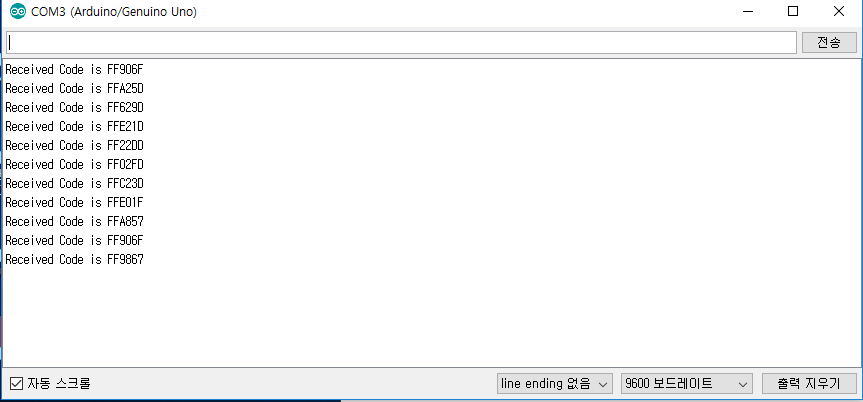 COM3 (Arduino/Genuino Uno)
전송
Received Code is FF906F
Received Code is FFA25D
Received Code is FF629D
Received Code is FFE21D
Received Code is FF22DD
Received Code is FF02FD
Received Code is FFC23D
Received Code is FFE01F
Received Code is FFA857
Received Code is FF906F
Received Code is FF9867
자동 스크롤 line ending 없음 9600 보드레이트 출력 지우기